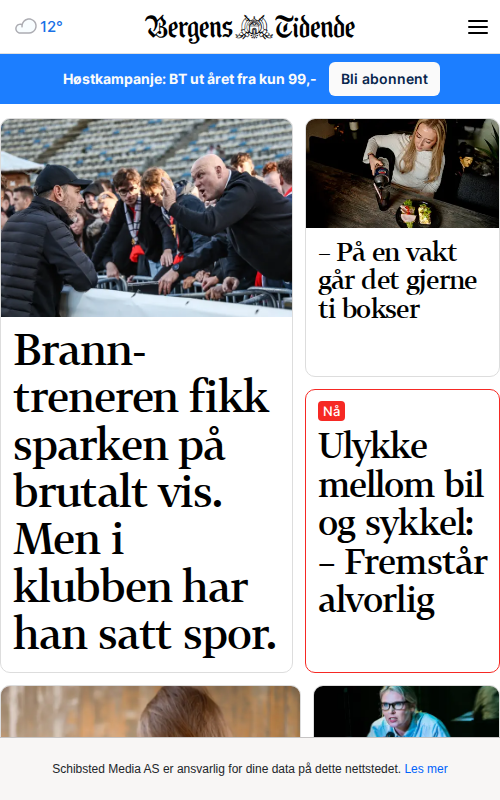 12°
Bergens Tidende
Høstkampanje: BT ut året fra kun 99,-
Bli abonnent
Brann-
treneren fikk
sparken på
brutalt vis.
Men i
klubben har
han satt spor.
– På en vakt
går det gjerne
ti bokser
Nå
Ulykke
mellom bil
og sykkel:
– Fremstår
alvorlig
Schibsted Media AS er ansvarlig for dine data på dette nettstedet. Les mer